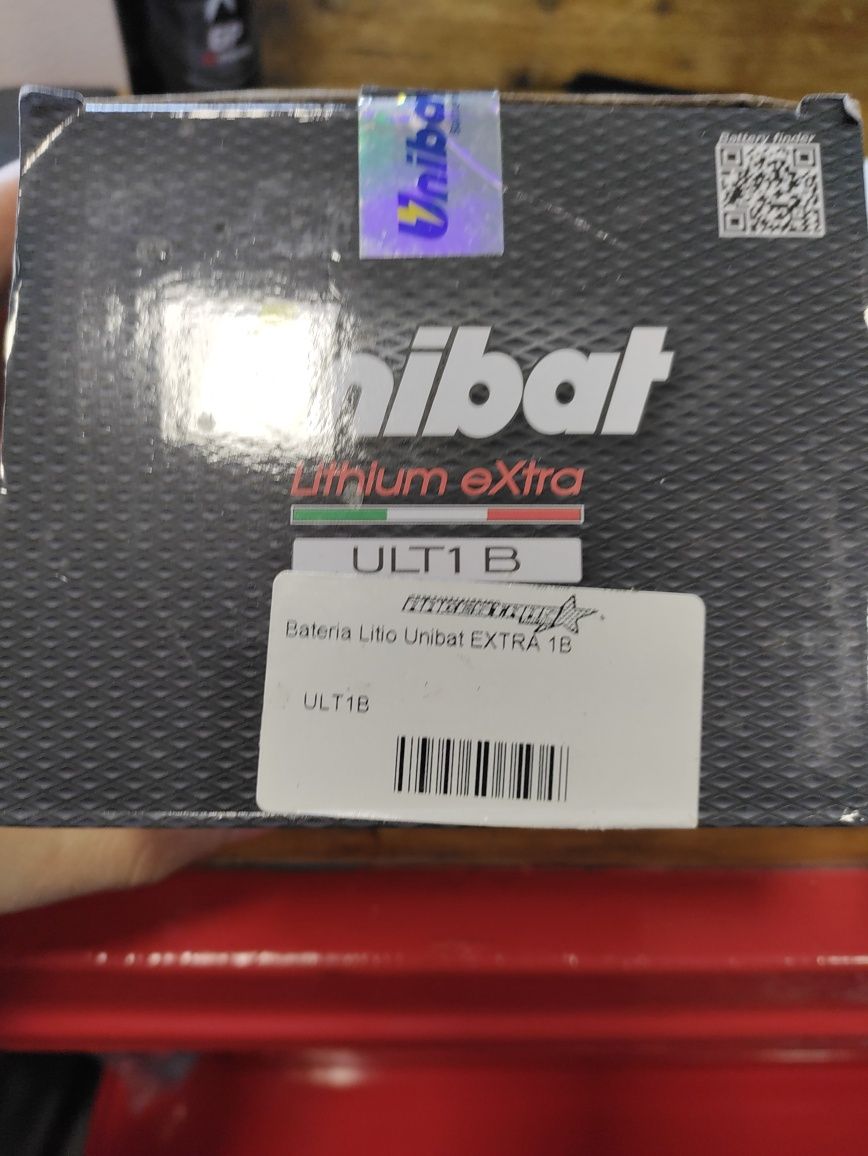 Unibat
Battery finder
nibat
Lithium eXtra
ULT1 B
Bateria Litio Unibat EXTRA 1B
ULT1B